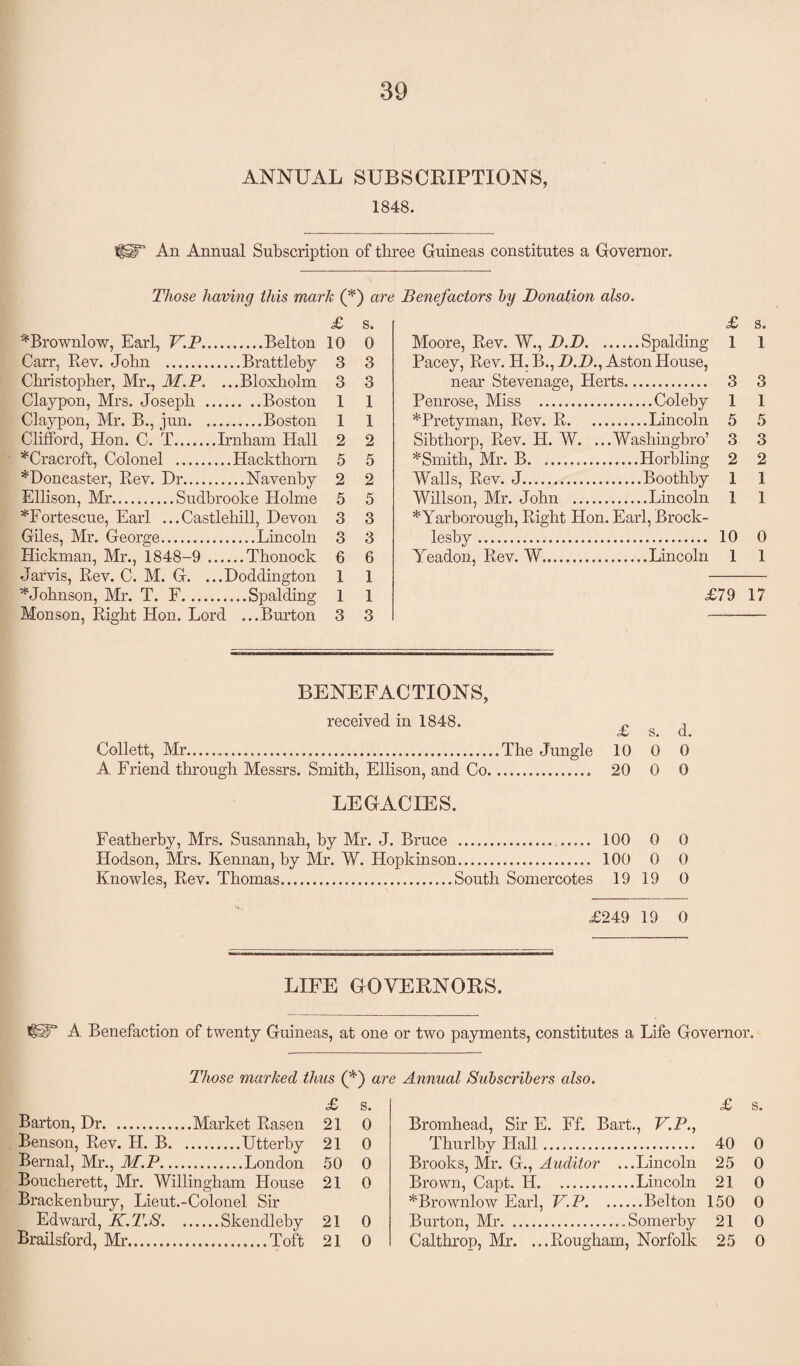 39
ANNUAL SUBSCRIPTIONS,
1848.
☞ An Annual Subscription of three Guineas constitutes a Governor.
Those having this mark (*) are Benefactors by Donation also.
£ s.
*Brownlow, Earl, V.P..........Belton 10 0
Carr, Rev. John ............Brattleby 3 3
Christopher, Mr., M.P. ...Bloxholm 3 3
Claypon, Mrs. Joseph ........Boston 1 1
Claypon, Mr. B., jun. ..........Boston 1 1
Clifford, Hon. C. T.......Irnham Hall 2 2
*Cracroft, Colonel .........Hackthorn 5 5
*Doncaster, Rev. Dr..........Navenby 2 2
Ellison, Mr..........Sudbrooke Holme 5 5
*Fortescue, Earl ...Castlehill, Devon 3 3
Giles, Mr. George...............Lincoln 3 3
Hickman, Mr., 1848-9 ......Thonock 6 6
Jarvis, Rev. C. M. G. ...Doddington 1 1
*Johnson, Mr. T. F..........Spalding 1 1
Monson, Right Hon. Lord ...Burton 3 3
£ s.
Moore, Rev. W., D.D. .......Spalding 1 1
Pacey, Rev. H. B., D.D., Aston House,
near Stevenage, Herts............. 3 3
Penrose, Miss ...................Coleby 1 1
*Pretyman, Rev. R. ..........Lincoln 5 5
Sibthorp, Rev. H. W. ...Washingbro' 3 3
*Smith, Mr. B. ................Horbling 2 2
Walls, Rev. J...................Boothby 1 1
Willson, Mr. John ............Lincoln 1 1
*Yarborough, Right Hon. Earl, Brock-
lesby ................................... 10 0
Yeadon, Rev. W..................Lincoln 1 1
£79 17
BENEFACTIONS,
received in 1848.
£ s. d.
Collett, Mr................................................The Jungle 10 0 0
A Friend through Messrs. Smith, Ellison, and Co................ 20 0 0
LEGACIES.
Featherby, Mrs. Susannah, by Mr. J. Bruce ..................... 100 0 0
Hodson, Mrs. Kennan, by Mr. W. Hopkinson..................... 100 0 0
Knowles, Rev. Thomas...........................South Somercotes 19 19 0
£249 19 0
LIFE GOVERNORS.
☞ A Benefaction of twenty Guineas, at one or two payments, constitutes a Life Governor.
Those marked thus (*) are Annual Subscribers also.
£ s.
Barton, Dr. .............Market Rasen 21 0
Benson, Rev. H. B. ..........Utterby 21 0
Bernal, Mr., M.P.............London 50 0
Boucherett, Mr. Willingham House 21 0
Brackenbury, Lieut.-Colonel Sir
Edward, K.T.S. .......Skendleby 21 0
Brailsford, Mr......................Toft 21 0
£ s.
Bromhead, Sir E. Ff. Bart., V.P.,
Thurlby Hall........................ 40 0
Brooks, Mr. G., Auditor ...Lincoln 25 0
Brown, Capt. H. .............Lincoln 21 0
*Brownlow Earl, V.P. .......Belton 150 0
Burton, Mr. ...................Somerby 21 0
Calthrop, Mr. ...Rougham, Norfolk 25 0